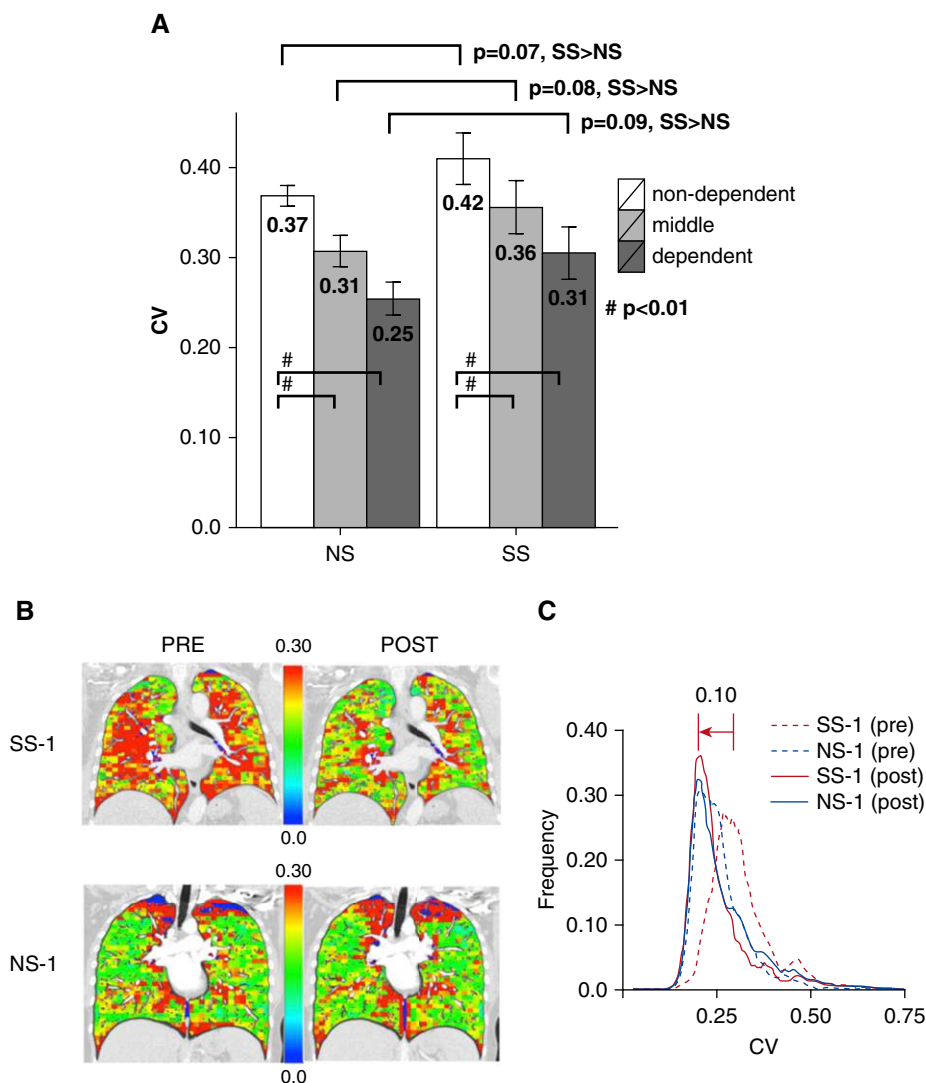 A
p=0.07, SS>NS
p=0.08, SS>NS
p=0.09, SS>NS
CV
0.40
0.30
0.20
0.10
0.0
0.37
0.31
0.25
0.42
0.36
0.31
#
#
#
#
NS
SS
non-dependent
middle
dependent
# p<0.01
B
PRE
0.30
POST
SS-1
0.0
0.30
NS-1
0.0
C
0.10
SS-1 (pre)
NS-1 (pre)
SS-1 (post)
NS-1 (post)
Frequency
0.40
0.30
0.20
0.10
0.0
0.25
0.50
0.75
CV